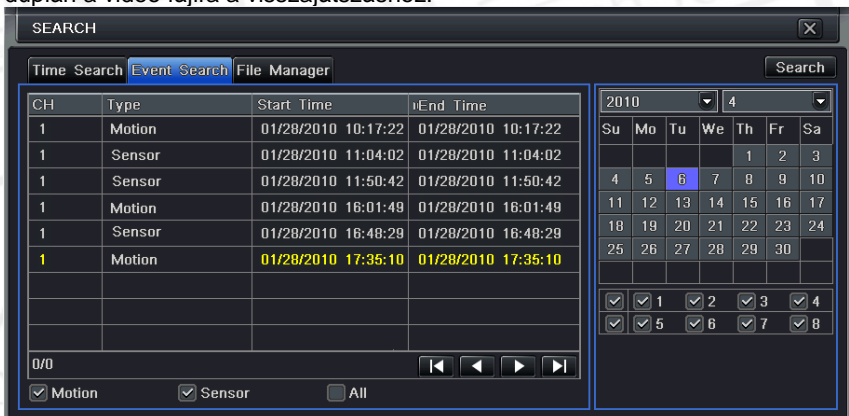 duplán a videó fájlra a visszajátszáshoz.
SEARCH
Time Search Event Search File Manager Search
CH Type Start Time End Time
1 Motion 01/28/2010 10:17:22 01/28/2010 10:17:22
1 Sensor 01/28/2010 11:04:02 01/28/2010 11:04:02
1 Sensor 01/28/2010 11:50:42 01/28/2010 11:50:42
1 Motion 01/28/2010 16:01:49 01/28/2010 16:01:49
1 Sensor 01/28/2010 16:48:29 01/28/2010 16:48:29
1 Motion 01/28/2010 17:35:10 01/28/2010 17:35:10
0/0
Motion Sensor All
2010 4
Su Mo Tu We Th Fr Sa
1 2 3
4 5 6 7 8 9 10
11 12 13 14 15 16 17
18 19 20 21 22 23 24
25 26 27 28 29 30
1 2 3 4
5 6 7 8